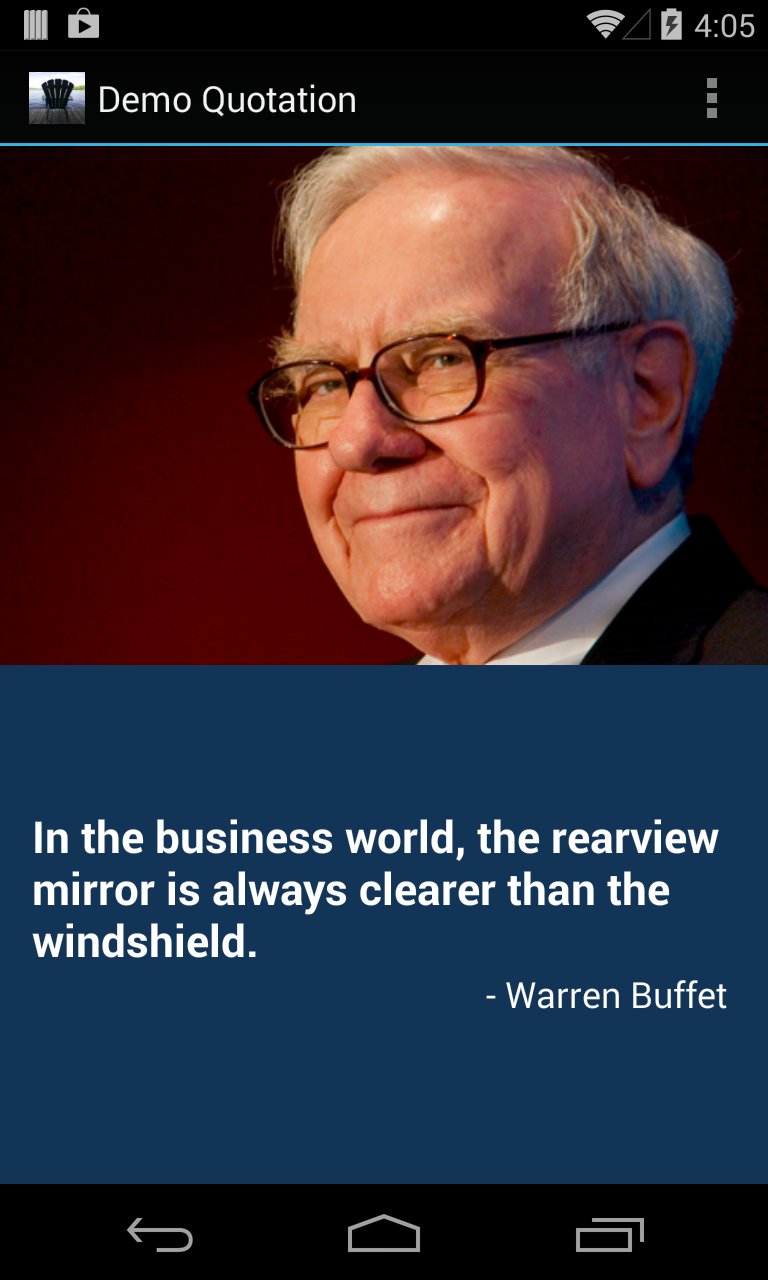 4:05
Demo Quotation
In the business world, the rearview
mirror is always clearer than the
windshield.
- Warren Buffet